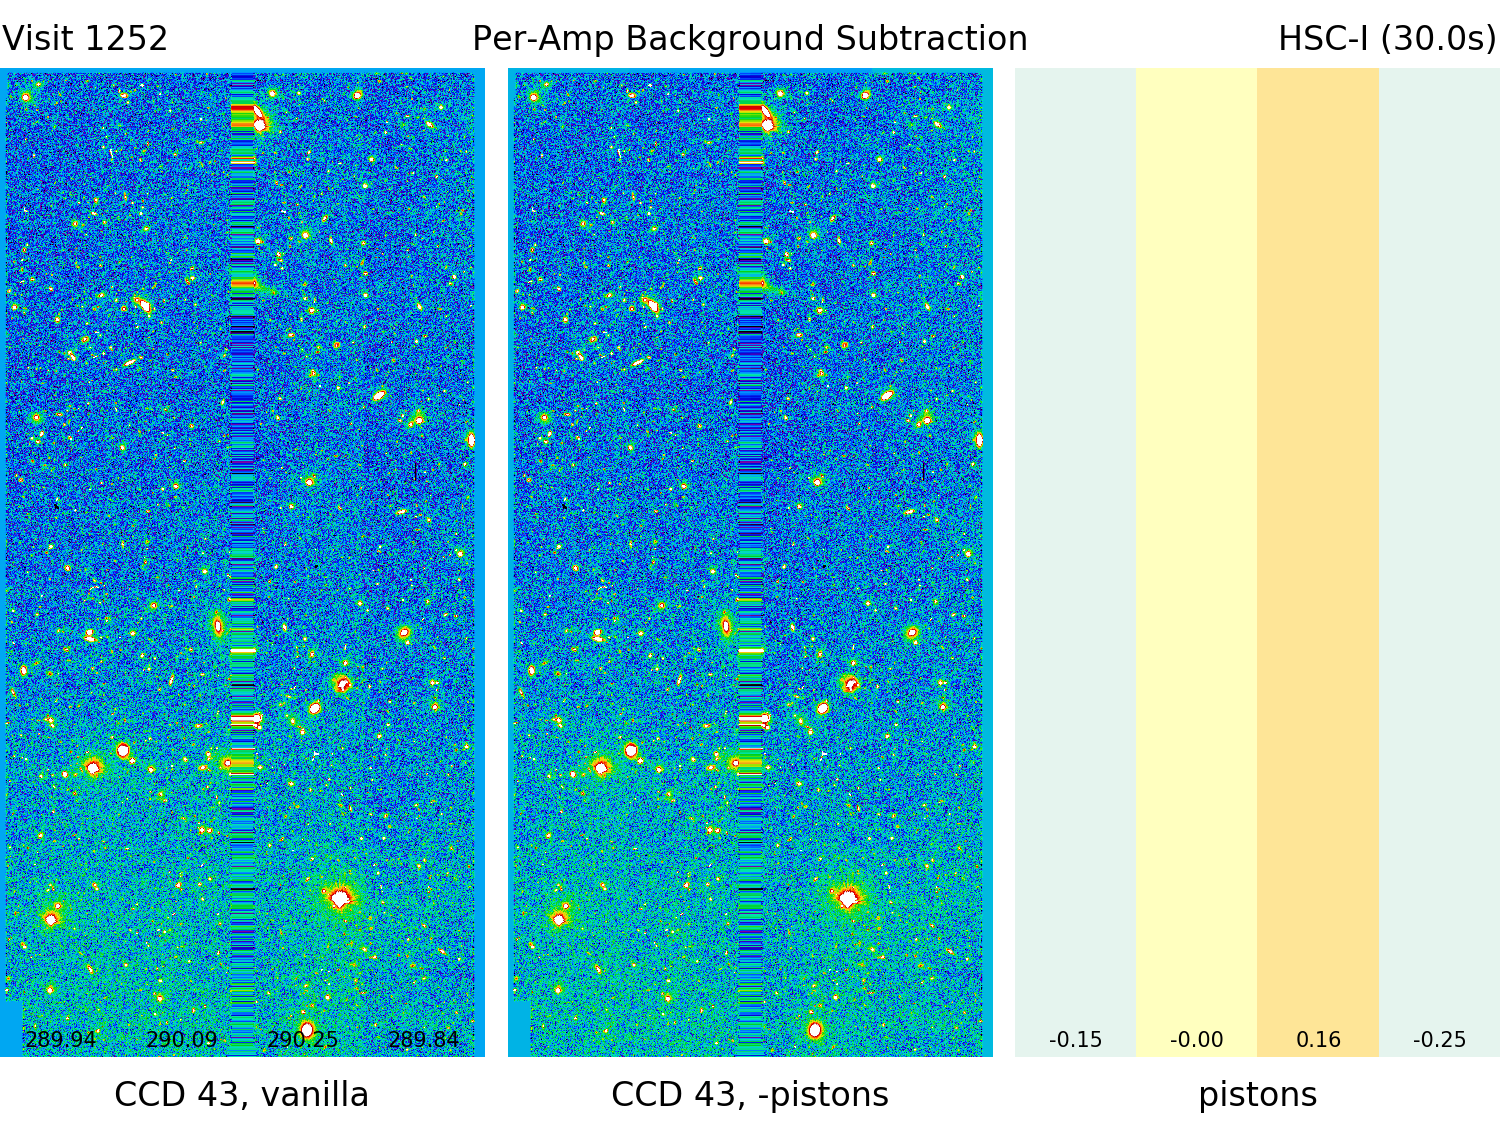 Visit 1252 Per-Amp Background Subtraction HSC-I (30.0s)
289.94 290.09 290.25 289.84 -0.15 -0.00 0.16 -0.25
CCD 43, vanilla CCD 43, -pistons pistons